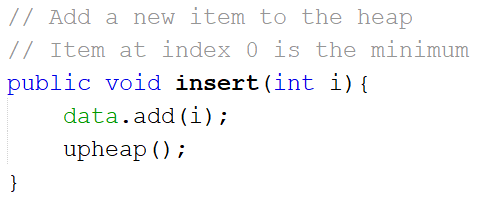 // Add a new item to the heap
// Item at index 0 is the minimum
public void insert(int i){
    data.add(i);
    upheap();
}